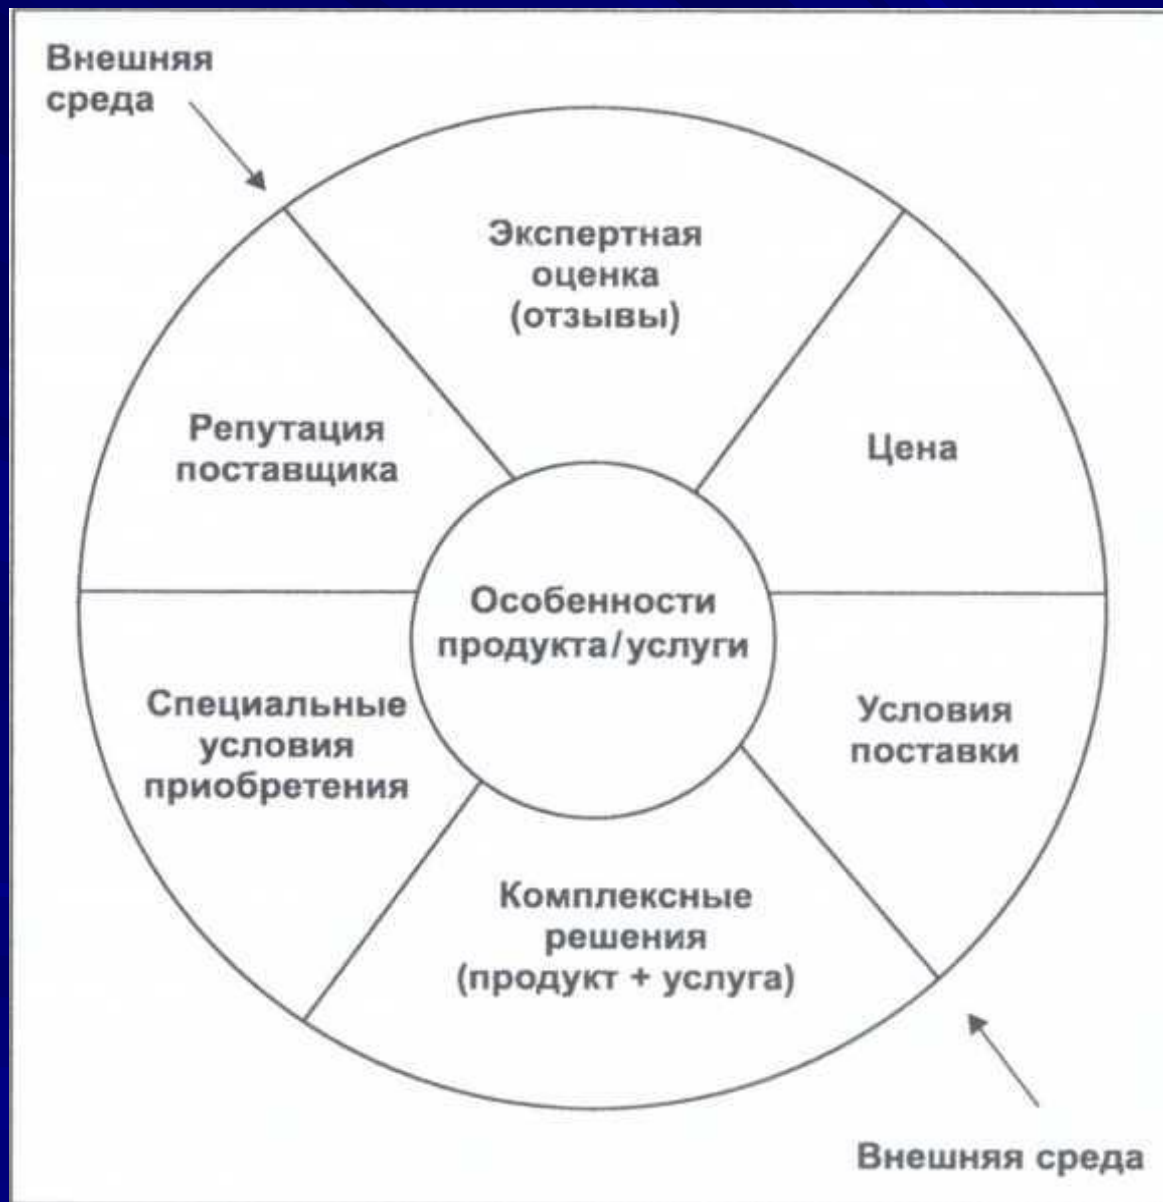 Внешняя
среда
Экспертная
оценка
(отзывы)
Репутация
поставщика
Цена
Особенности
продукта/услуги
Специальные
условия
приобретения
Условия
поставки
Комплексные
решения
(продукт + услуга)
Внешняя среда